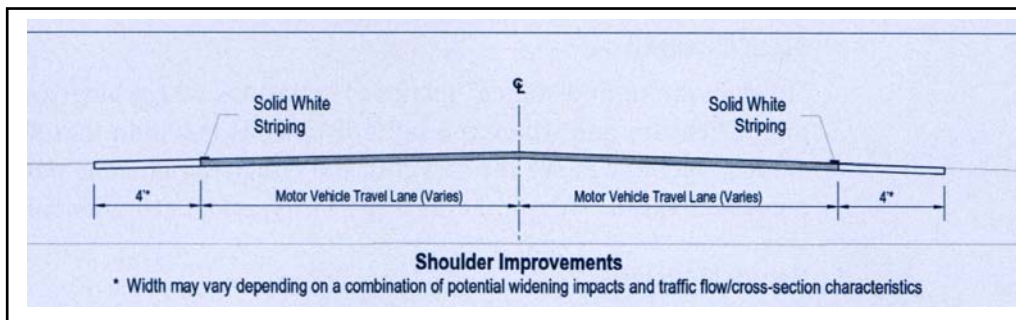 ℄
Solid White
Striping
Solid White
Striping
4'*
Motor Vehicle Travel Lane (Varies)
Motor Vehicle Travel Lane (Varies)
4'*
Shoulder Improvements
* Width may vary depending on a combination of potential widening impacts and traffic flow/cross-section characteristics